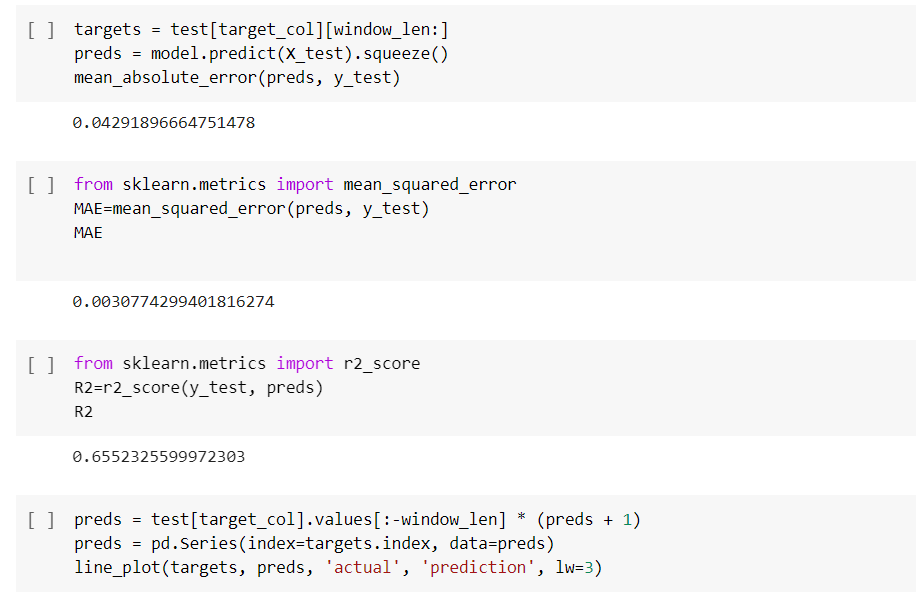 [ ] targets = test[target_col][window_len:]
preds = model.predict(X_test).squeeze()
mean_absolute_error(preds, y_test)
0.04291896664751478
[ ] from sklearn.metrics import mean_squared_error
MAE=mean_squared_error(preds, y_test)
MAE
0.0030774299401816274
[ ] from sklearn.metrics import r2_score
R2=r2_score(y_test, preds)
R2
0.6552325599972303
[ ] preds = test[target_col].values[:-window_len] * (preds + 1)
preds = pd.Series(index=targets.index, data=preds)
line_plot(targets, preds, 'actual', 'prediction', lw=3)